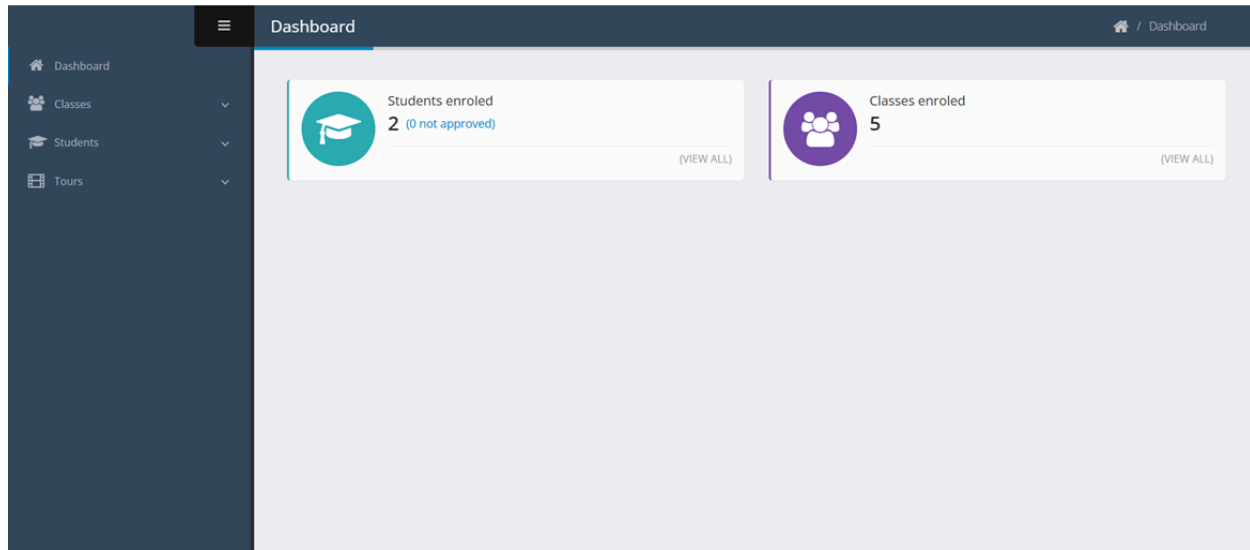 Dashboard
/ Dashboard
Dashboard
Classes
Students
Tours
Students enroled
2 (0 not approved)
(VIEW ALL)
Classes enroled
5
(VIEW ALL)